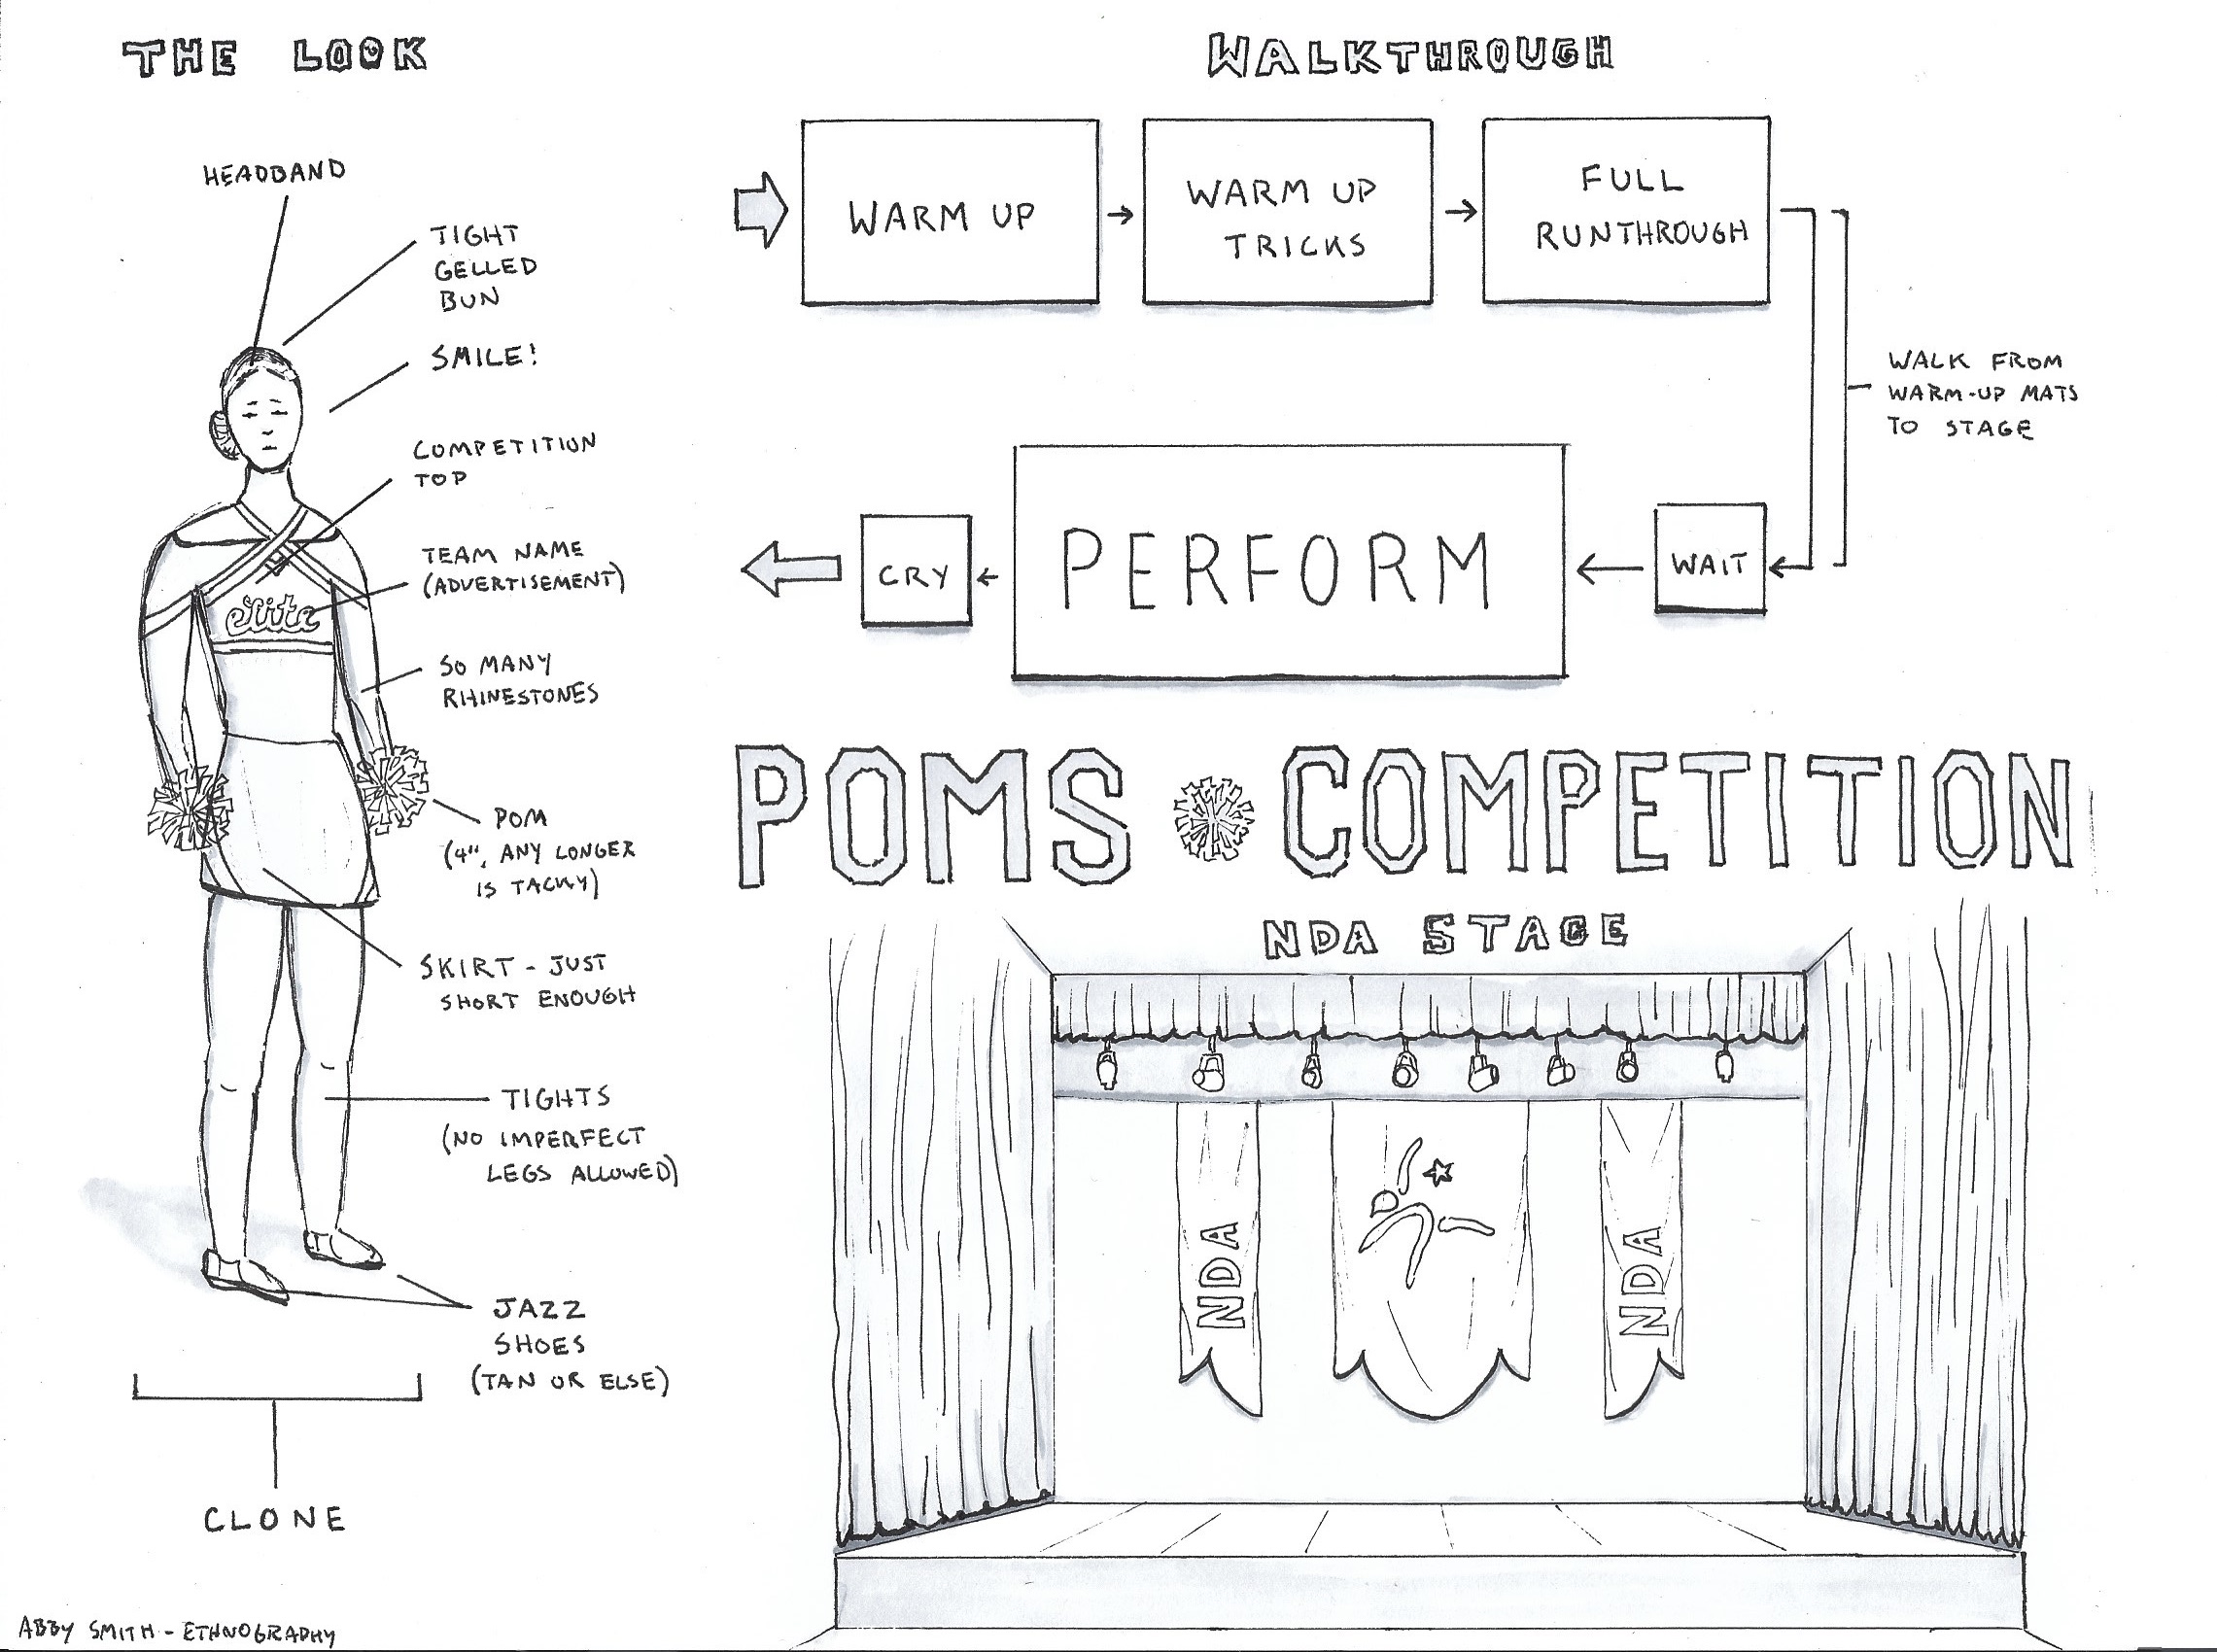 THE LOOK
HEADBAND
TIGHT
GELLED
BUN
SMILE!
COMPETITION
TOP
TEAM NAME
(ADVERTISEMENT)
elite
SO MANY
RHINESTONES
POM
(4", ANY LONGER
IS TACKY)
SKIRT - JUST
SHORT ENOUGH
TIGHTS
(NO IMPERFECT
LEGS ALLOWED)
JAZZ
SHOES
(TAN OR ELSE)
CLONE
ABBY SMITH - ETHNOGRAPHY
WALKTHROUGH
WARM UP
WARM UP
TRICKS
FULL
RUNTHROUGH
WALK FROM
WARM-UP MATS
TO STAGE
WAIT
PERFORM
CRY
POMS COMPETITION
NDA STAGE
NDA
NDA